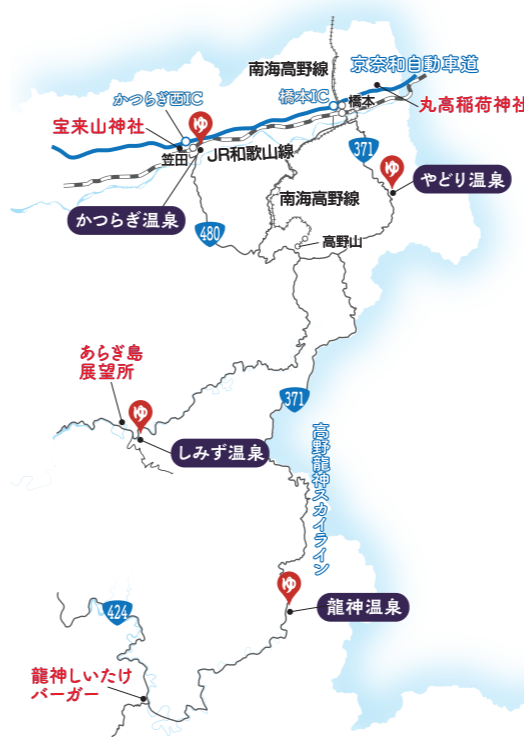 南海高野線
京奈和自動車道
かつらぎ西IC
橋本IC
橋本
丸高稲荷神社
宝来山神社
ゆ
笠田
JR和歌山線
371
ゆ
やどり温泉
かつらぎ温泉
南海高野線
480
高野山
あらぎ島
展望所
371
ゆ
しみず温泉
高野龍神スカイライン
ゆ
龍神温泉
424
龍神しいたけ
バーガー